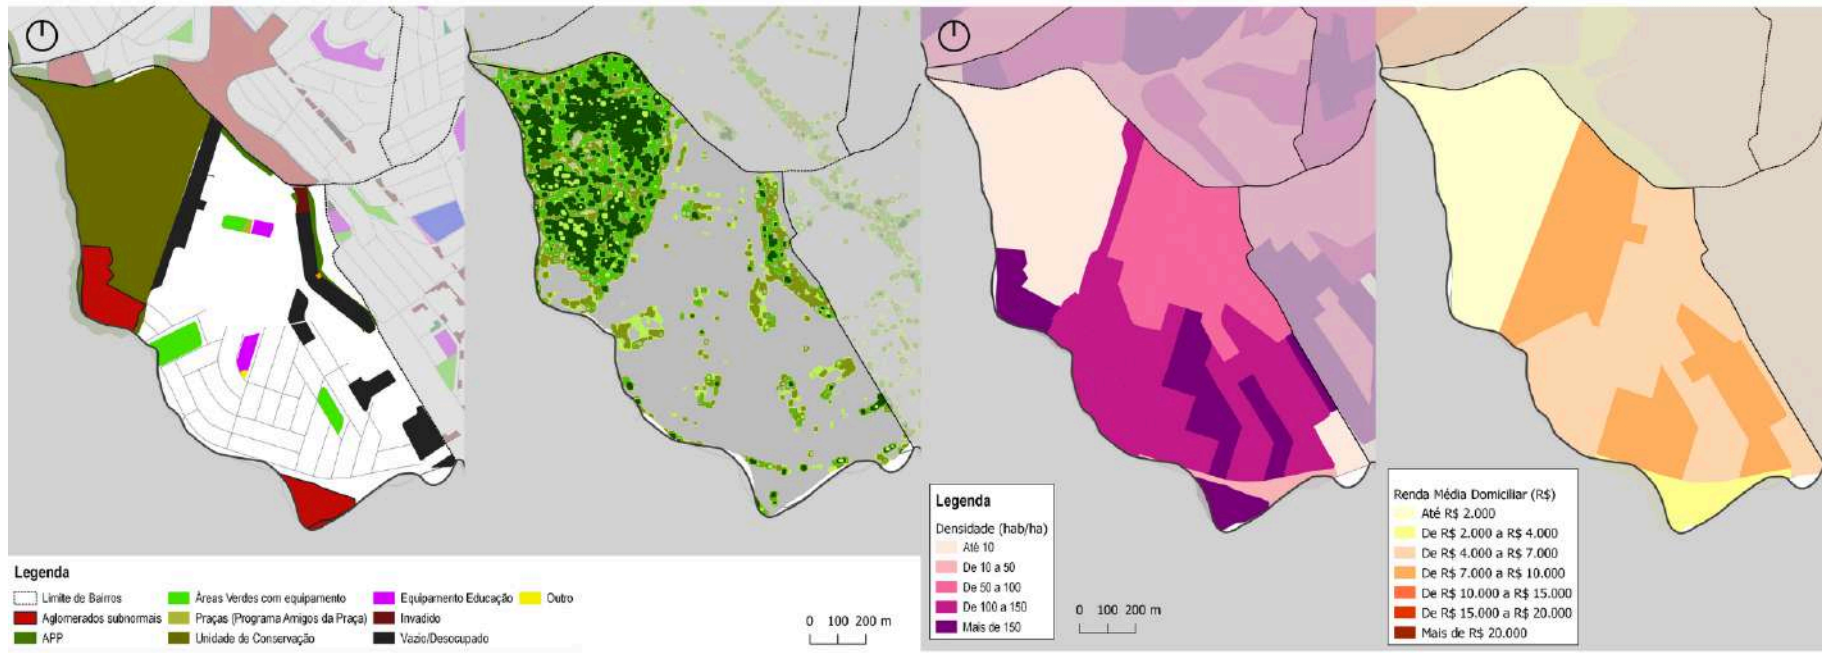 Legenda
Limite de Bairros
Aglomerados subnormais
APP
Áreas Verdes com equipamento
Praças (Programa Amigos da Praça)
Unidade de Conservação
Equipamento Educação
Invadido
Vazio/Desocupado
Outro
0 100 200 m
Legenda
Densidade (hab/ha)
Até 10
De 10 a 50
De 50 a 100
De 100 a 150
Mais de 150
0 100 200 m
Renda Média Domiciliar (R$)
Até R$ 2.000
De R$ 2.000 a R$ 4.000
De R$ 4.000 a R$ 7.000
De R$ 7.000 a R$ 10.000
De R$ 10.000 a R$ 15.000
De R$ 15.000 a R$ 20.000
Mais de R$ 20.000